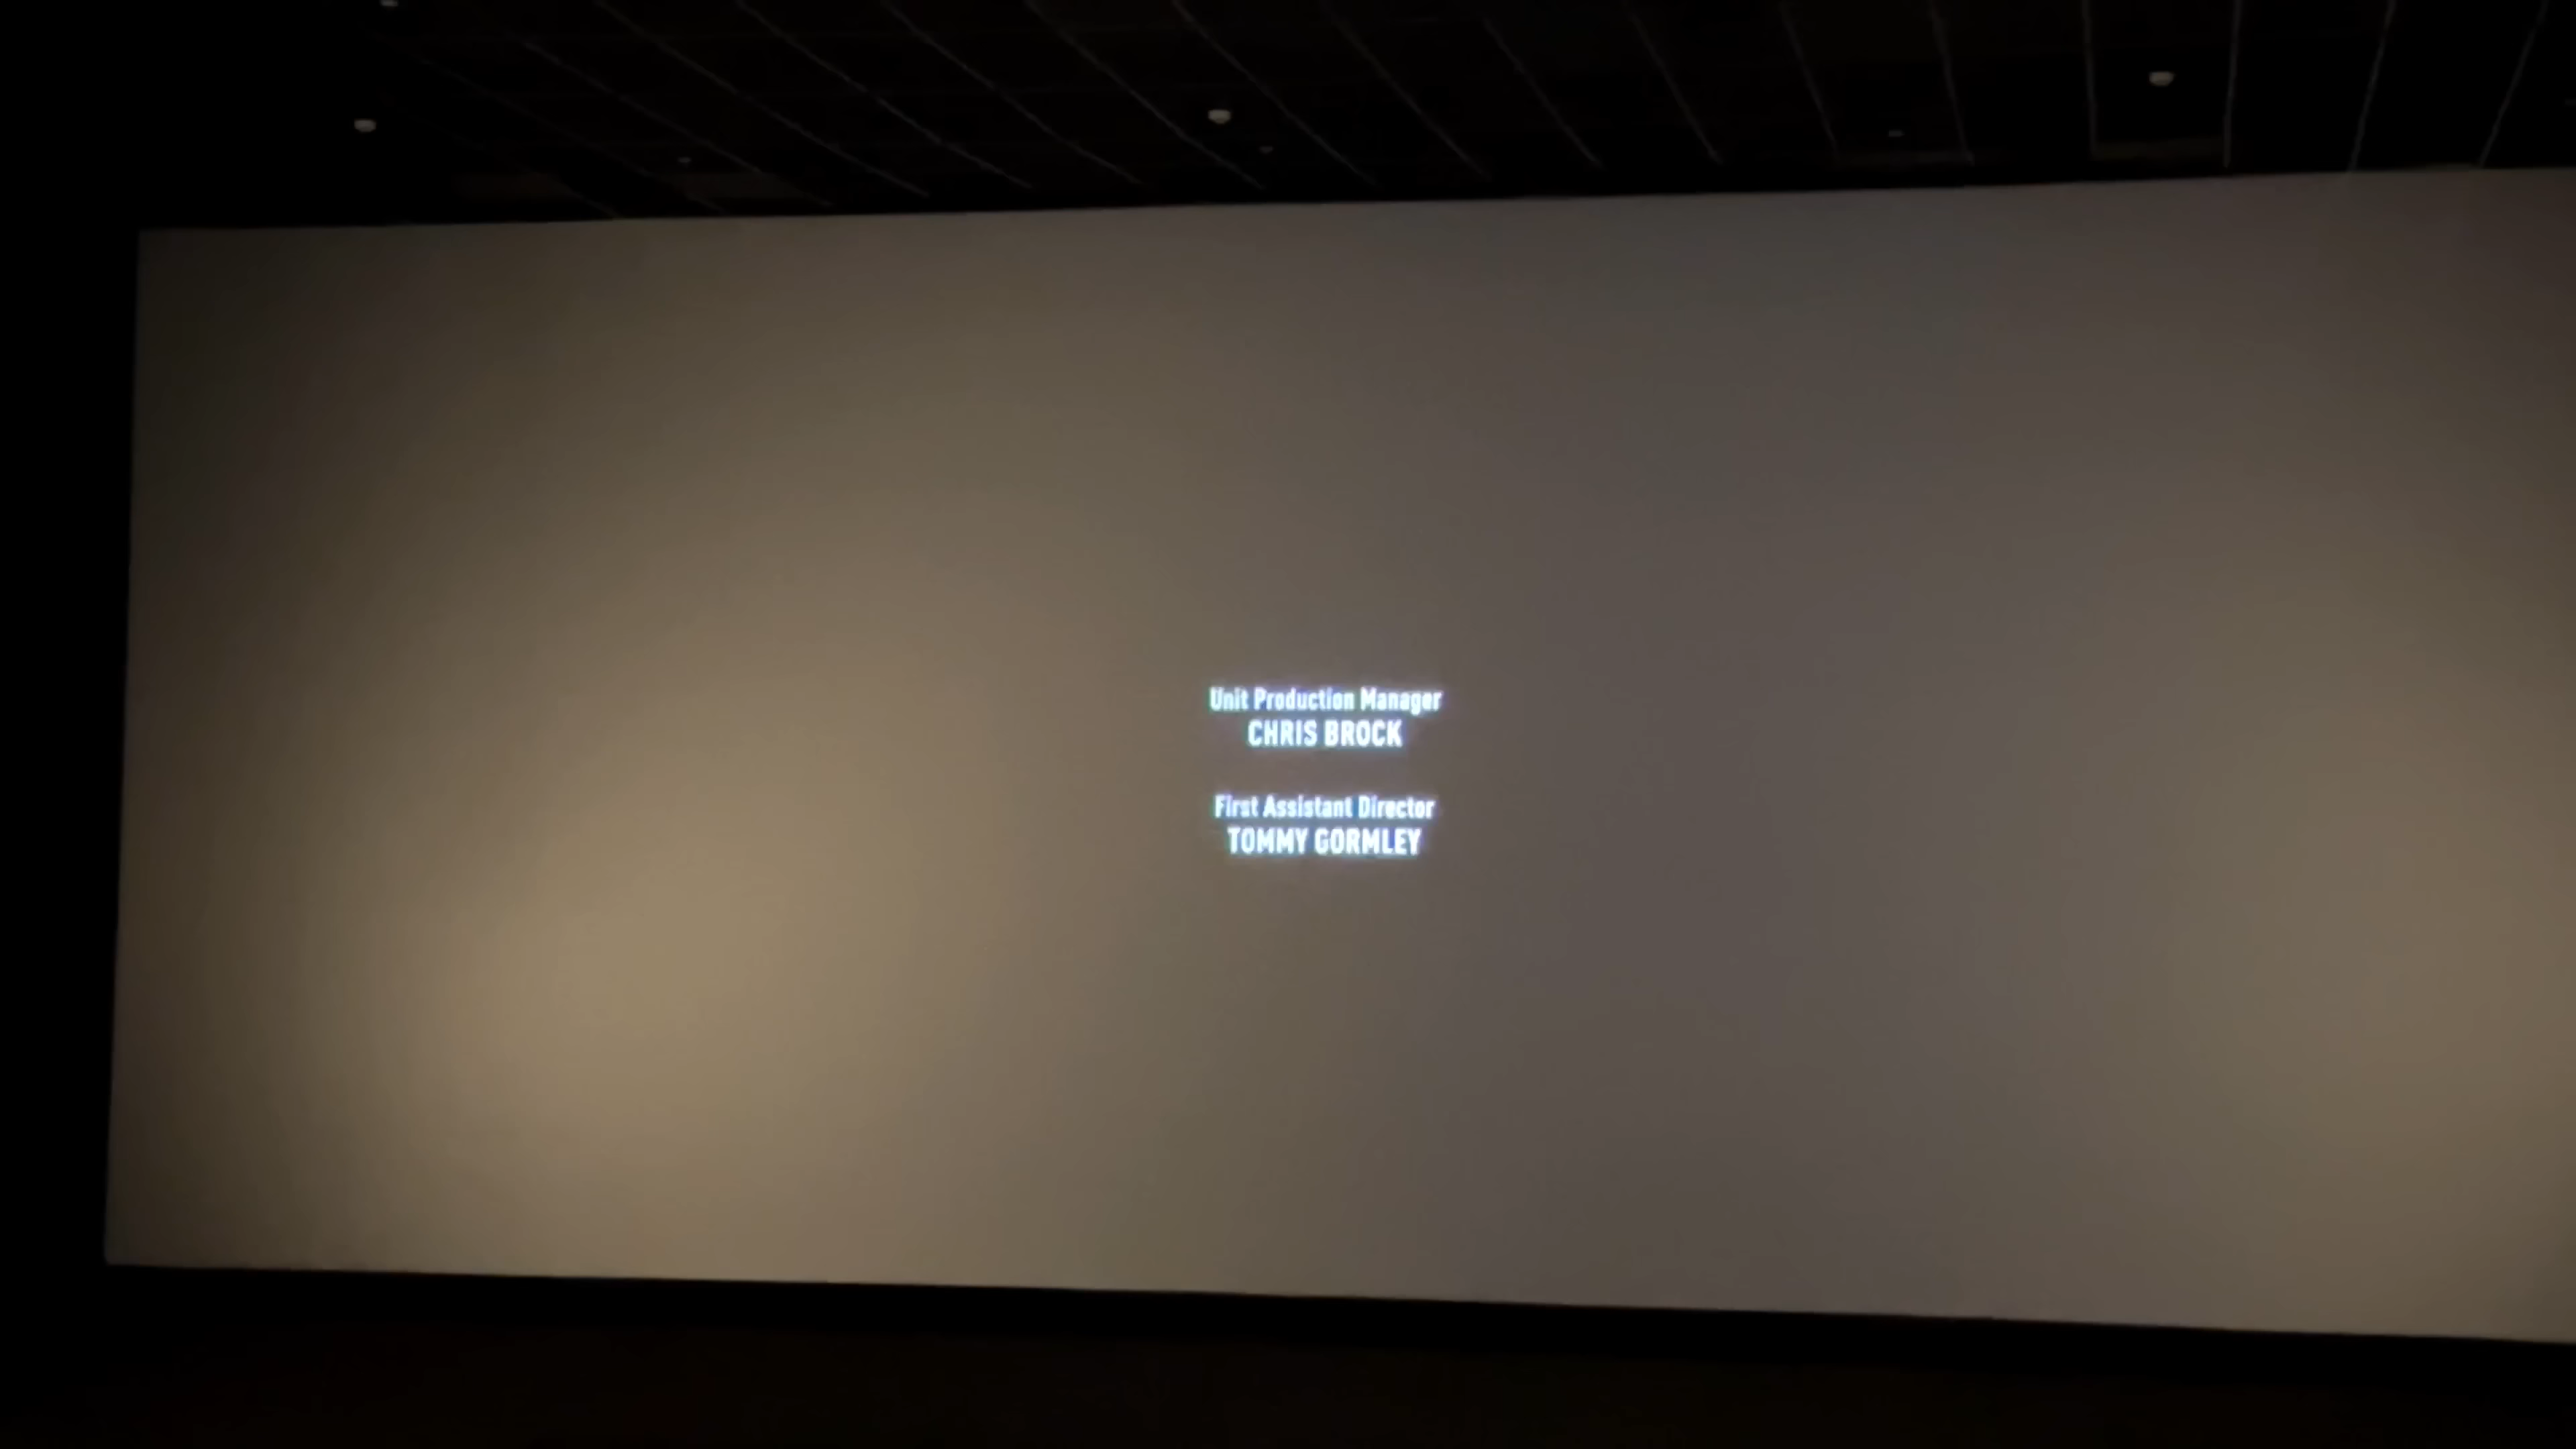 Unit Production Manager
CHRIS BROCK
First Assistant Director
TOMMY GORMLEY